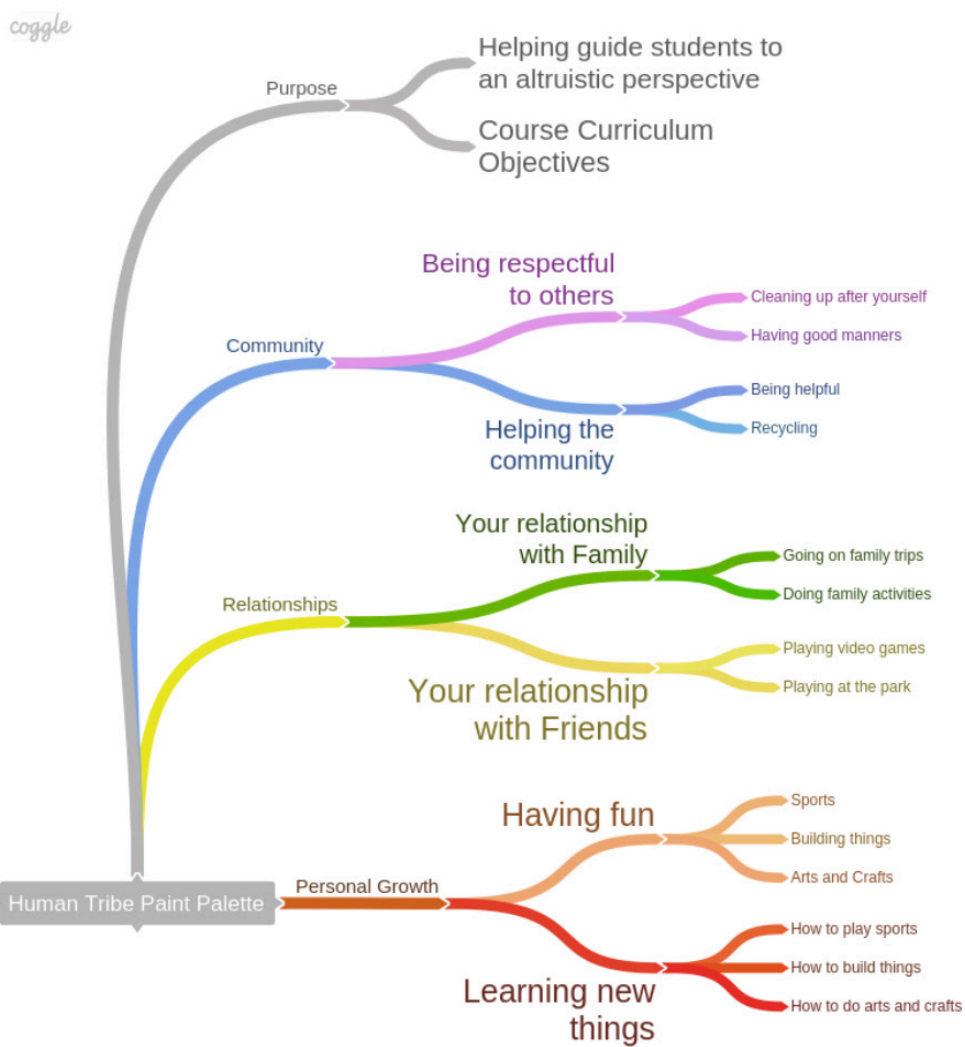 coggle
Helping guide students to
an altruistic perspective
Purpose
Course Curriculum
Objectives
Being respectful
to others
Cleaning up after yourself
Having good manners
Community
Being helpful
Helping the
community
Recycling
Your relationship
with Family
Going on family trips
Doing family activities
Relationships
Playing video games
Your relationship
with Friends
Playing at the park
Having fun
Sports
Building things
Arts and Crafts
Personal Growth
Human Tribe Paint Palette
How to play sports
How to build things
Learning new
things
How to do arts and crafts